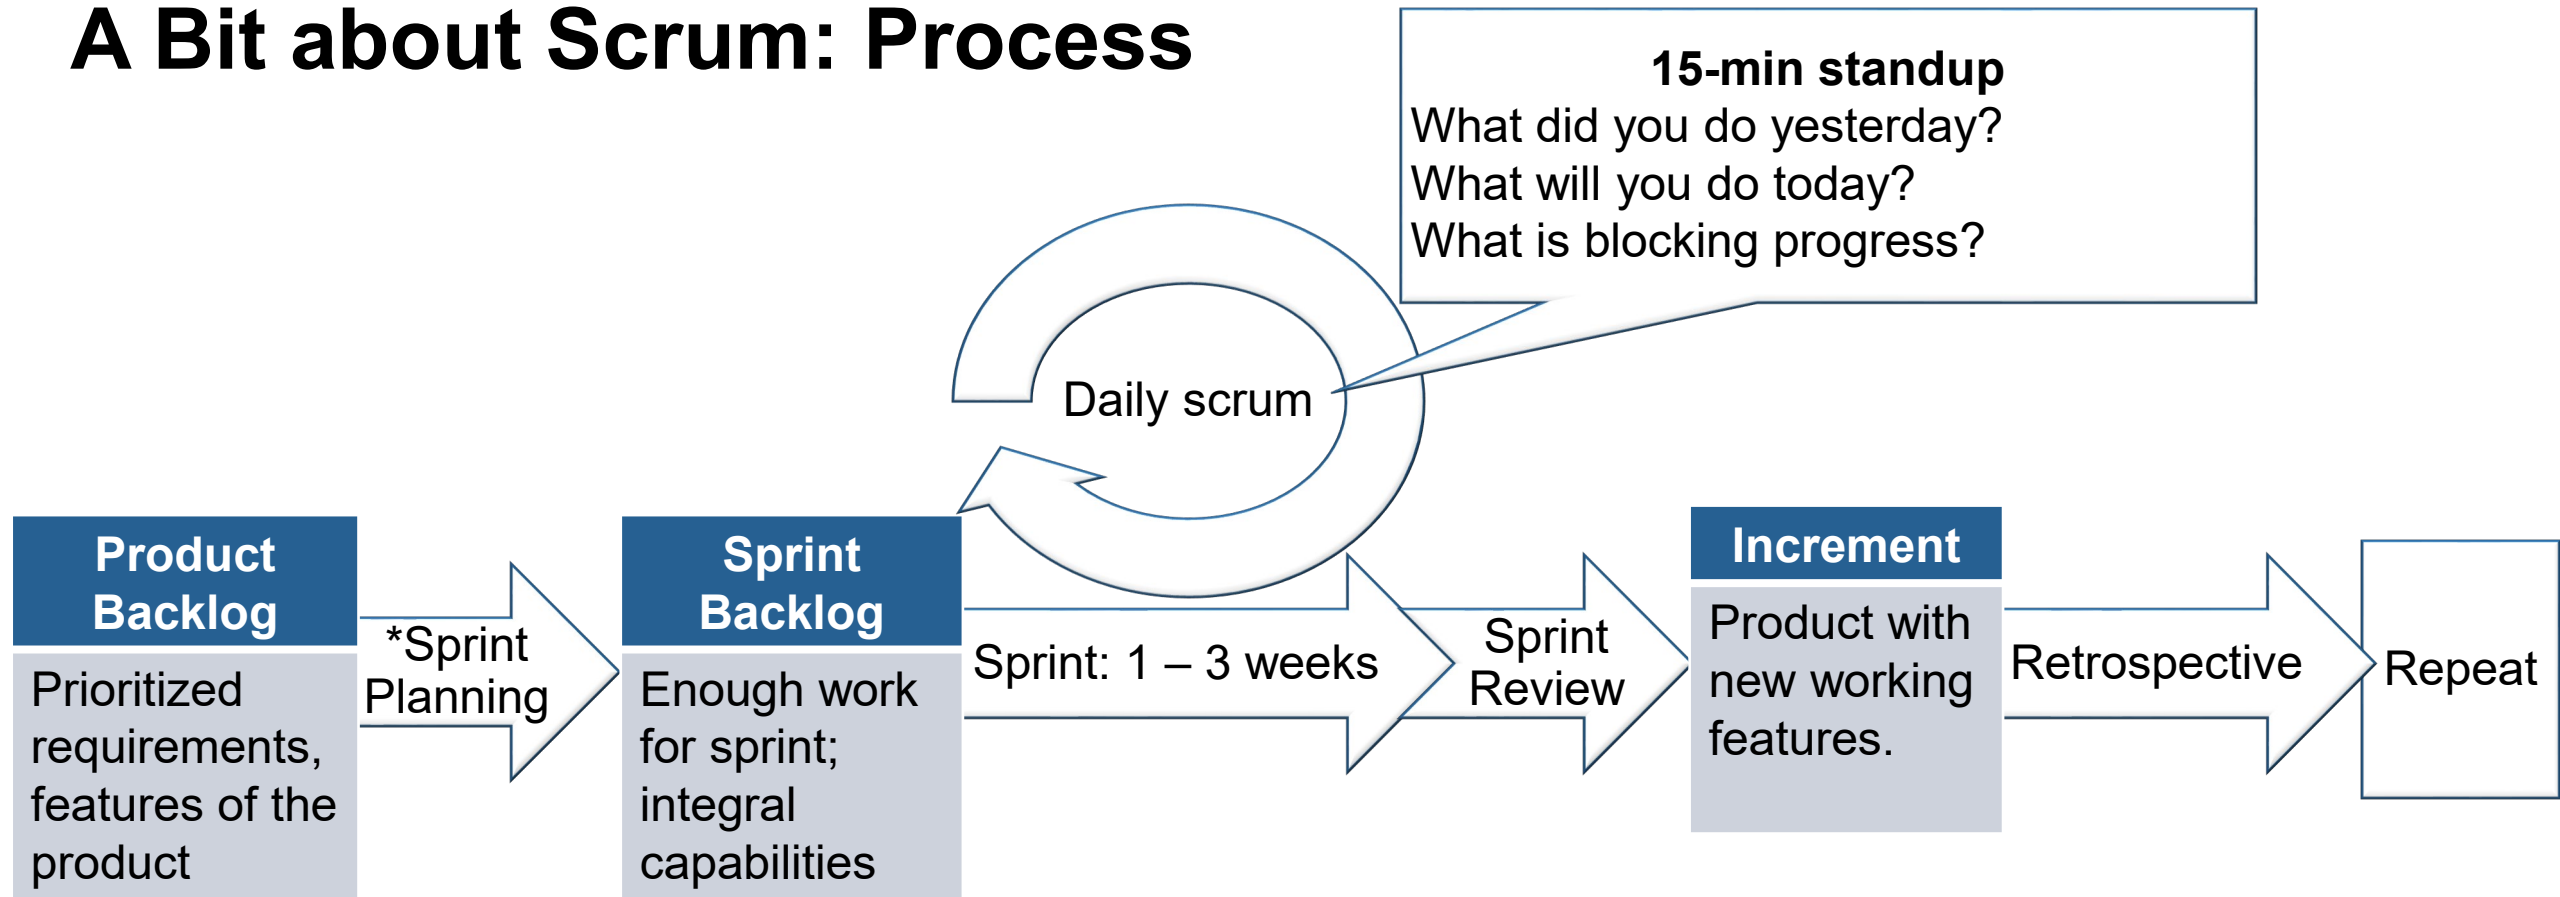 A Bit about Scrum: Process
15-min standup
What did you do yesterday?
What will you do today?
What is blocking progress?
Daily scrum
Product
Backlog
Prioritized
requirements,
features of the
product
*Sprint
Planning
Sprint
Backlog
Enough work
for sprint;
integral
capabilities
Sprint: 1 – 3 weeks
Sprint
Review
Increment
Product with
new working
features.
Retrospective
Repeat